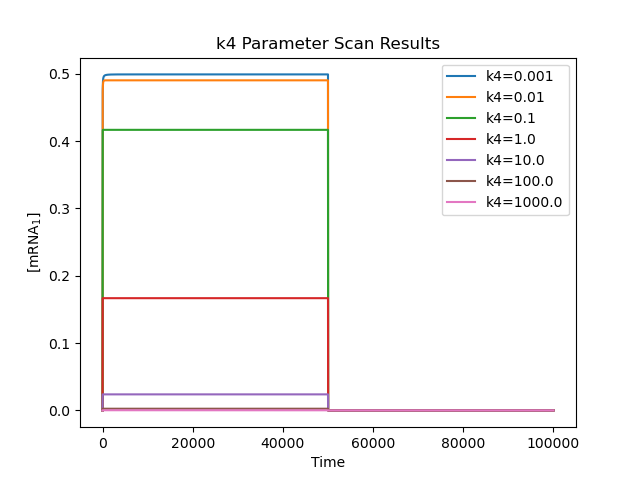 k4 Parameter Scan Results
[mRNA₁]
0.5
0.4
0.3
0.2
0.1
0.0
k4=0.001
k4=0.01
k4=0.1
k4=1.0
k4=10.0
k4=100.0
k4=1000.0
0 20000 40000 60000 80000 100000
Time